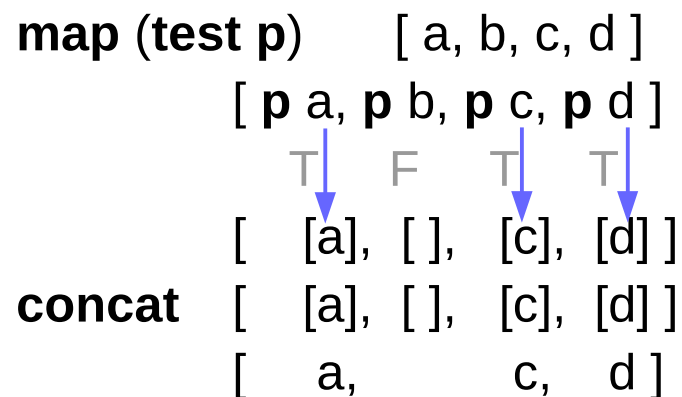 map (test p) [ a, b, c, d ]
[ p a, p b, p c, p d ]
T F T T
[ [a], [ ], [c], [d] ]
concat [ [a], [ ], [c], [d] ]
[ a, c, d ]